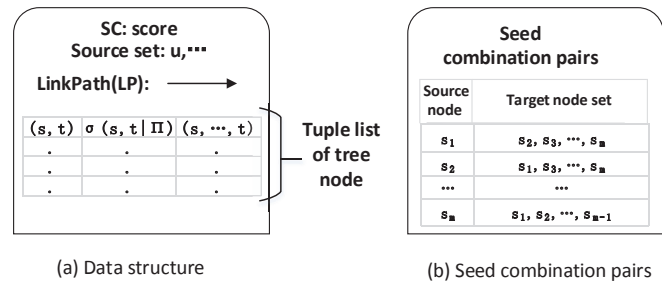 SC: score
Source set: u,···
LinkPath(LP):
(s, t) σ (s, t | Π) (s, ···, t)
. . .
. . .
. . .
Tuple list
of tree
node
(a) Data structure
Seed
combination pairs
Source
node
Target node set
s₁ s₂, s₃, ···, sₘ
s₂ s₁, s₃, ···, sₘ
··· ···
sₘ s₁, s₂, ···, sₘ₋₁
(b) Seed combination pairs